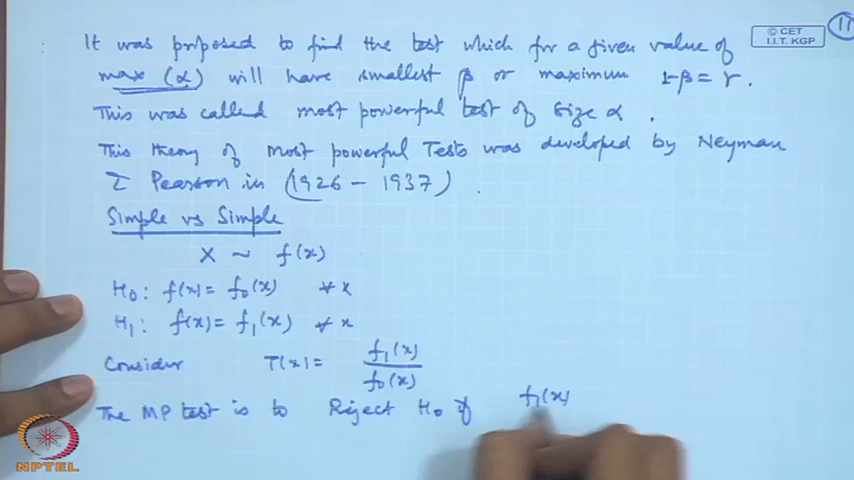 © CET
I.I.T. KGP
11
It was proposed to find the test which for a given value of
max (α) will have smallest β or maximum 1-β = γ.
This was called most powerful test of size α.
This theory of Most powerful Tests was developed by Neyman
& Pearson in (1926 - 1937).
Simple vs Simple
X ~ f(x)
H₀: f(x) = f₀(x) ∀ x
H₁: f(x) = f₁(x) ∀ x
Consider T(x) = f₁(x) / f₀(x)
The MP test is to Reject H₀ if f₁(x)
NPTEL